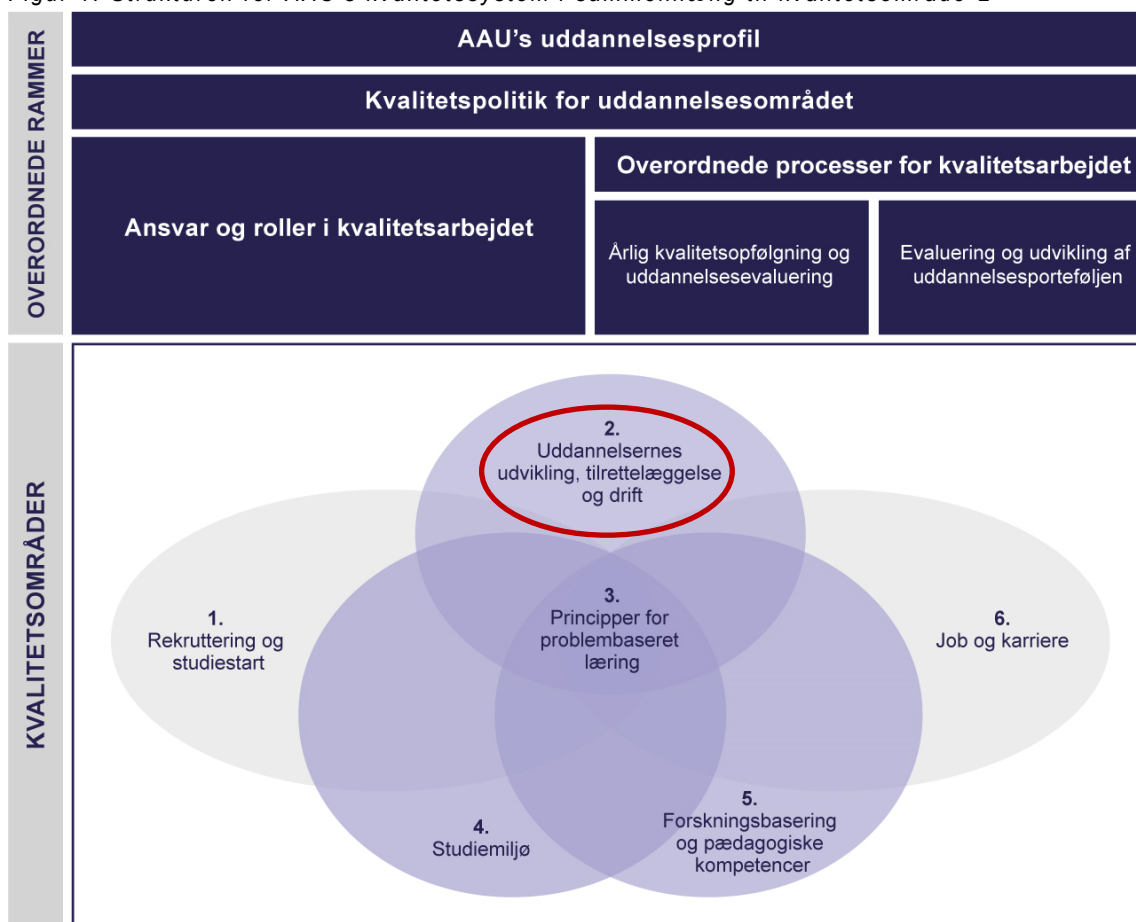 OVERORDNEDE RAMMER
AAU's uddannelsesprofil
Kvalitetspolitik for uddannelsesområdet
Ansvar og roller i kvalitetsarbejdet
Overordnede processer for kvalitetsarbejdet
Årlig kvalitetsopfølgning og
uddannelsesevaluering
Evaluering og udvikling af
uddannelsesporteføljen
KVALITETSOMRÅDER
2.
Uddannelsernes
udvikling, tilrettelæggelse
og drift
1.
Rekruttering og
studiestart
3.
Principper for
problembaseret
læring
6.
Job og karriere
4.
Studiemiljø
5.
Forskningsbasering
og pædagogiske
kompetencer